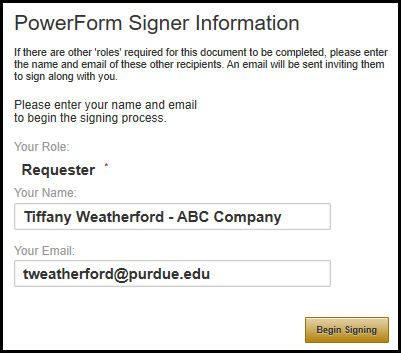 PowerForm Signer Information
If there are other 'roles' required for this document to be completed, please enter
the name and email of these other recipients. An email will be sent inviting them
to sign along with you.
Please enter your name and email
to begin the signing process.
Your Role:
Requester *
Your Name:
Tiffany Weatherford - ABC Company
Your Email:
tweatherford@purdue.edu
Begin Signing